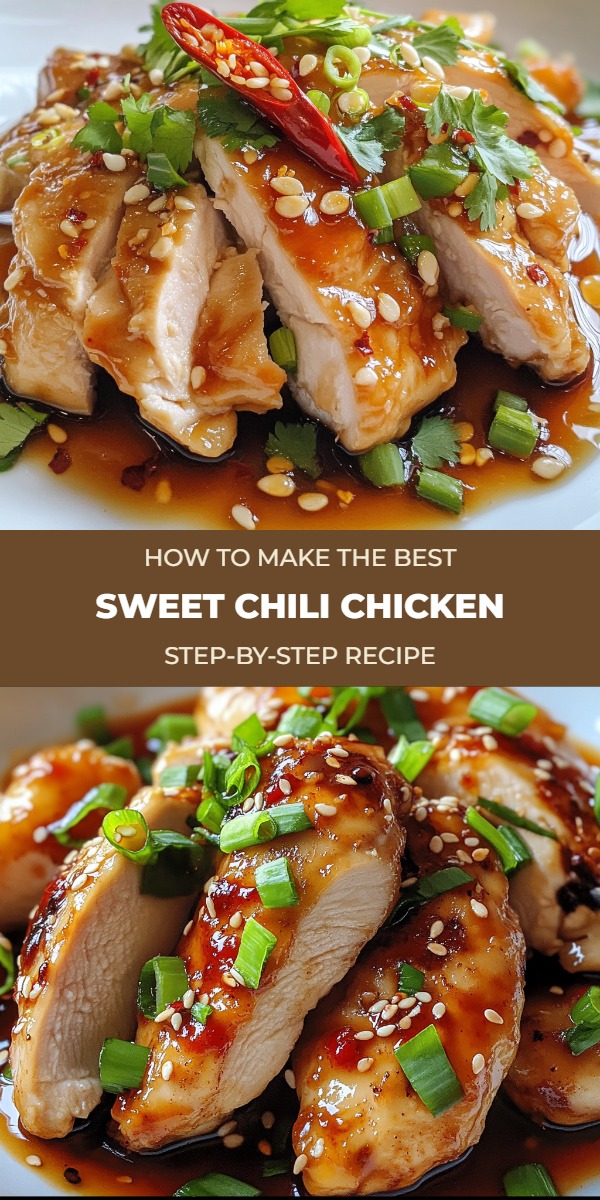 HOW TO MAKE THE BEST
SWEET CHILI CHICKEN
STEP-BY-STEP RECIPE